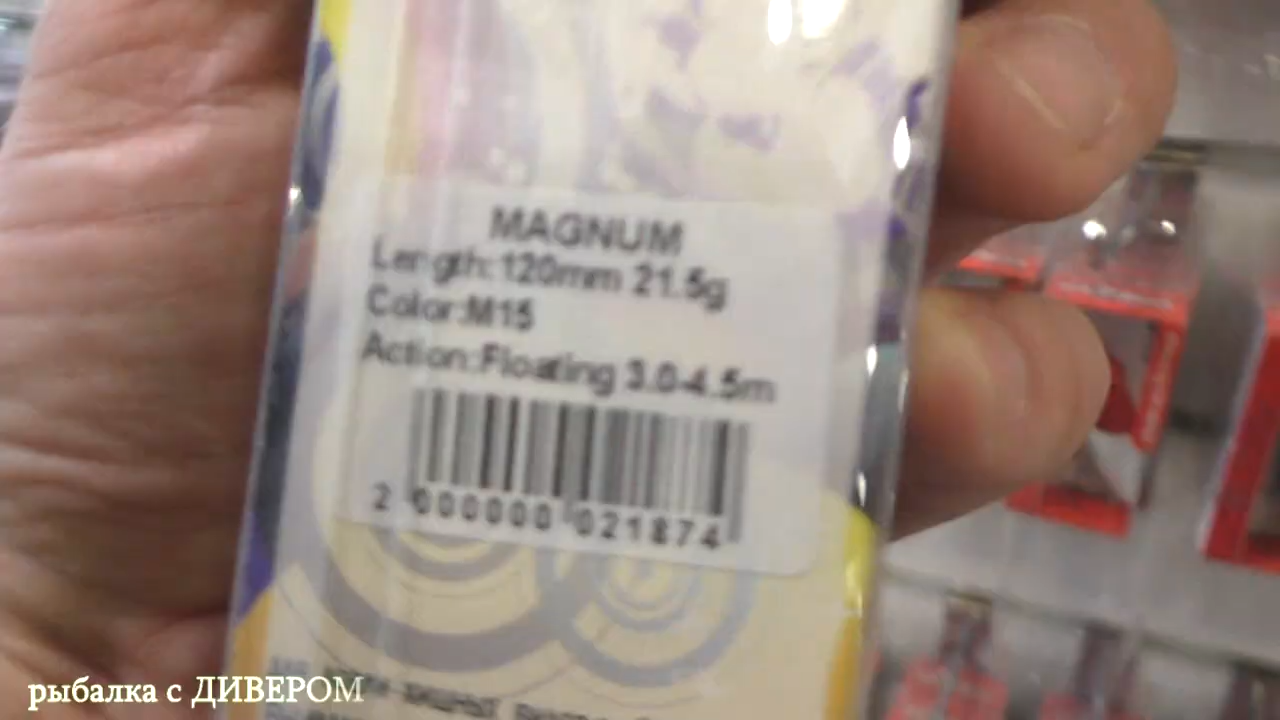 MAGNUM
Length:120mm 21.5g
Color:M15
Action:Floating 3.0-4.5m
2 000000 021874
рыбалка с ДИВЕРОМ